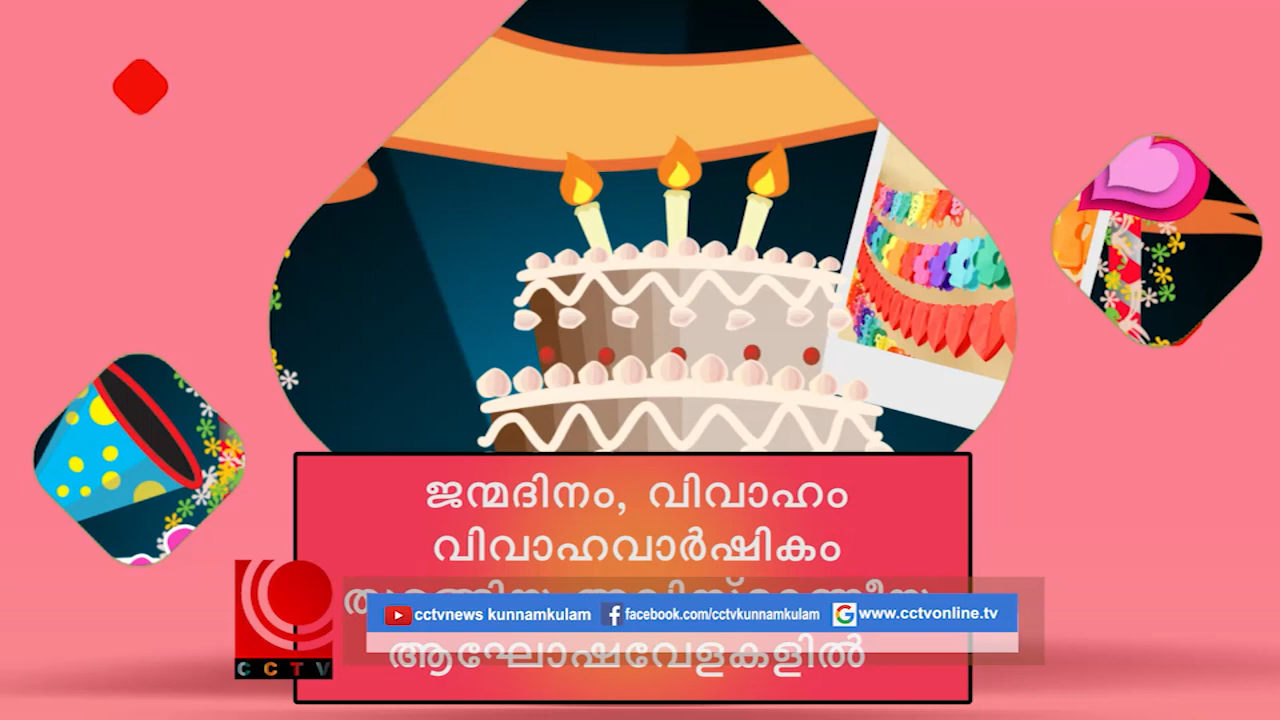 ജന്മദിനം, വിവാഹം
വിവാഹവാർഷികം
cctvnews kunnamkulam facebook.com/cctvkunnamkulam www.cctvonline.tv
ആഘോഷവേളകളിൽ
CCTV